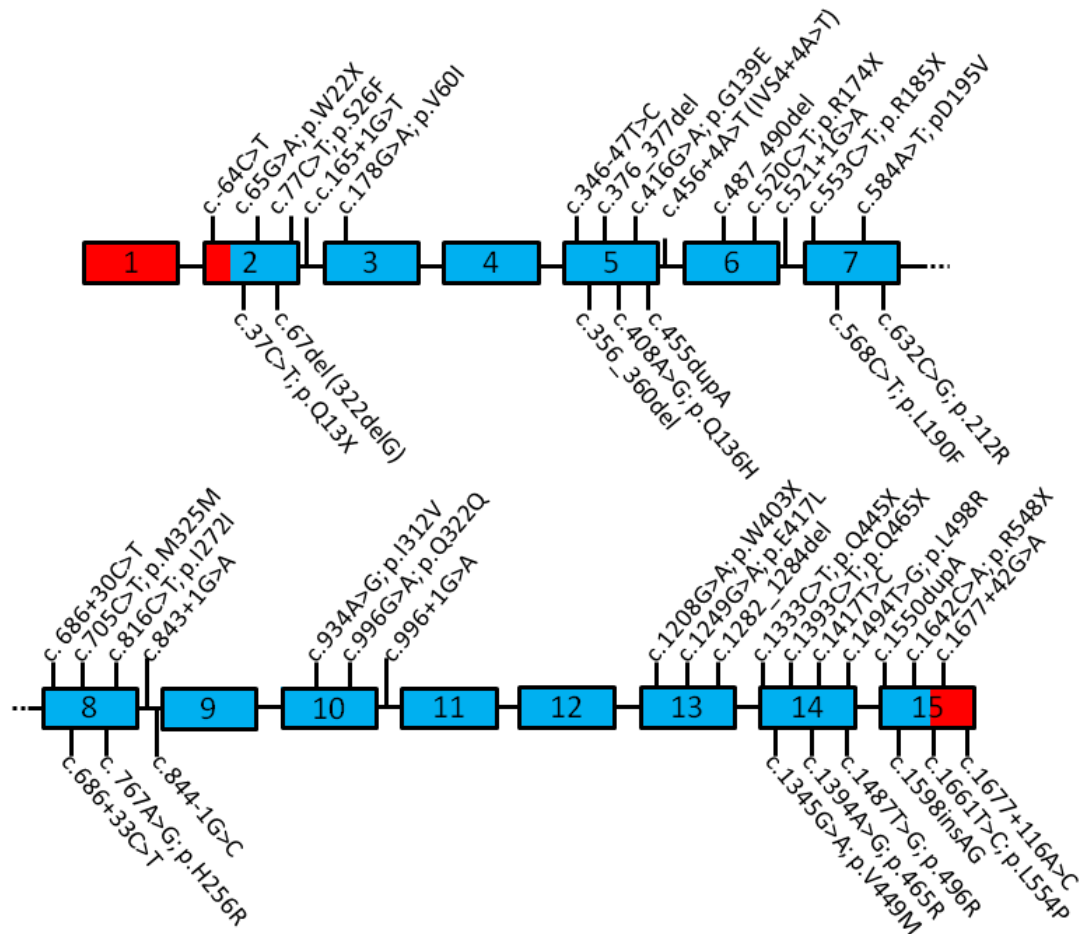 c.-64C>T
c.65G>A; p.W22X
c.77C>T; p.S26F
c.c.165+1G>T
c.178G>A; p.V60I
c.346-47T>C
c.376_377del
c.416G>A; p.G139E
c.456+4A>T (IVS4+4A>T)
c.487_490del
c.520C>T; p.R174X
c.521+1G>A
c.553C>T; p.R185X
c.584A>T; pD195V
1
2
3
4
5
6
7
c.37C>T; p.Q13X
c.67del (322delG)
c.356_360del
c.408A>G; p.Q136H
c.455dupA
c.568C>T; p.L190F
c.632C>G; p.212R
c. 686+30C>T
c.705C>T; p.M325M
c.816C>T; p.I272I
c.843+1G>A
c.934A>G; p.I312V
c.996G>A; p.Q322Q
c.996+1G>A
c.1208G>A; p.W403X
c.1249G>A; p.E417L
c.1282_1284del
c.1333C>T; p.Q445X
c.1393C>T; p.Q465X
c.1417T>C
c.1494T>G; p.L498R
c.1550dupA
c.1642C>A; p.R548X
c.1677+42G>A
8
9
10
11
12
13
14
15
c.686+33C>T
c. 767A>G; p.H256R
c.844-1G>C
c.1345G>A; p.V449M
c.1394A>G; p.465R
c.1487T>G; p.496R
c.1598insAG
c.1661T>C; p.L554P
c.1677+116A>C